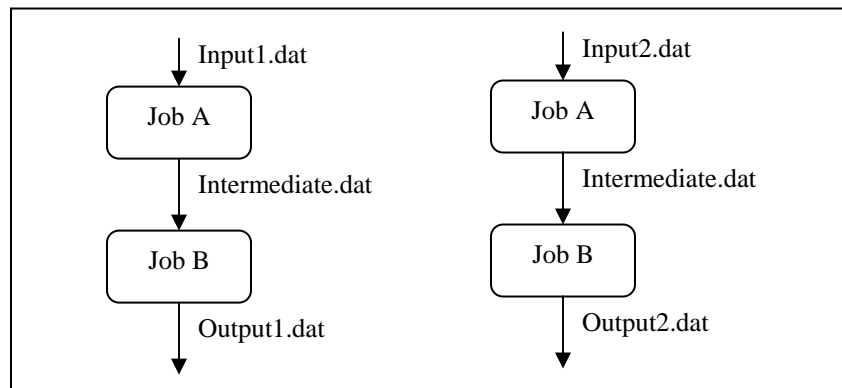 Input1.dat
Job A
Intermediate.dat
Job B
Output1.dat
Input2.dat
Job A
Intermediate.dat
Job B
Output2.dat